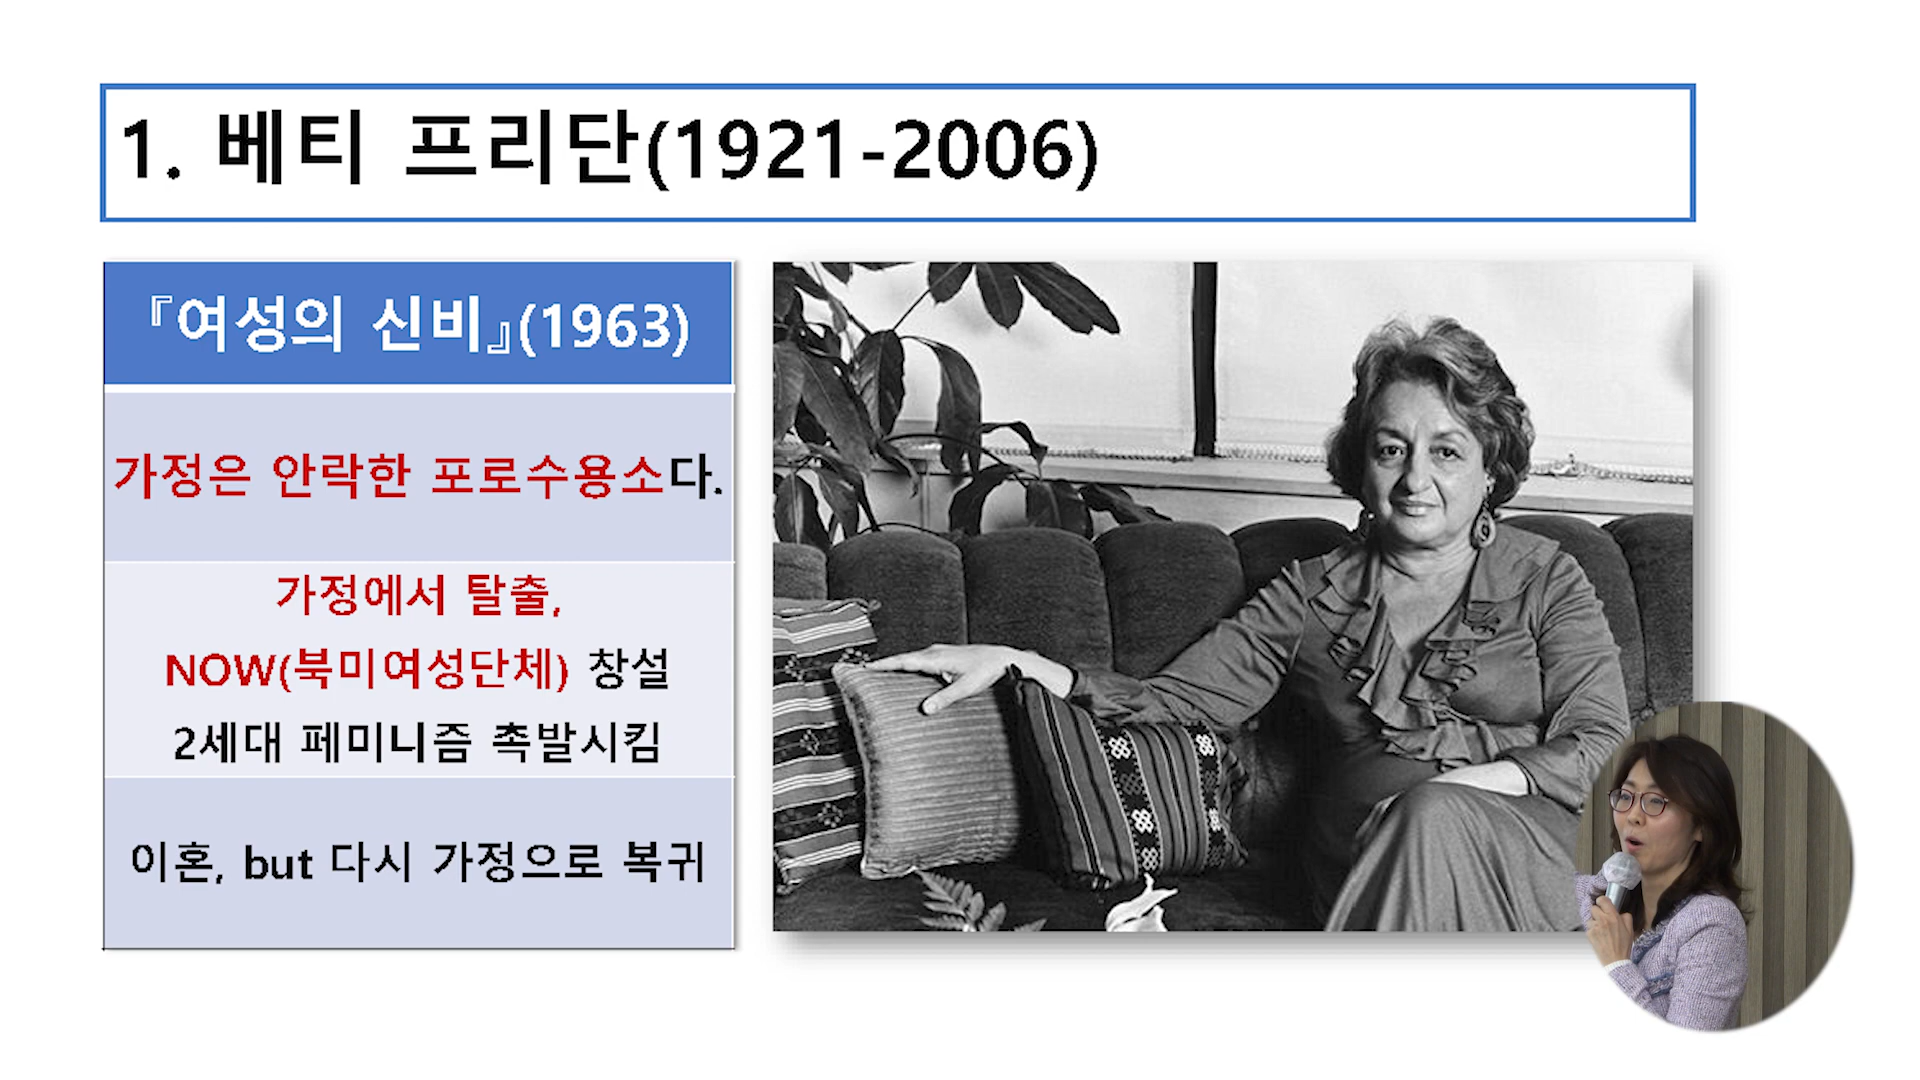 1. 베티 프리단(1921-2006)
『여성의 신비』(1963)
가정은 안락한 포로수용소다.
가정에서 탈출,
NOW(북미여성단체) 창설
2세대 페미니즘 촉발시킴
이혼, but 다시 가정으로 복귀